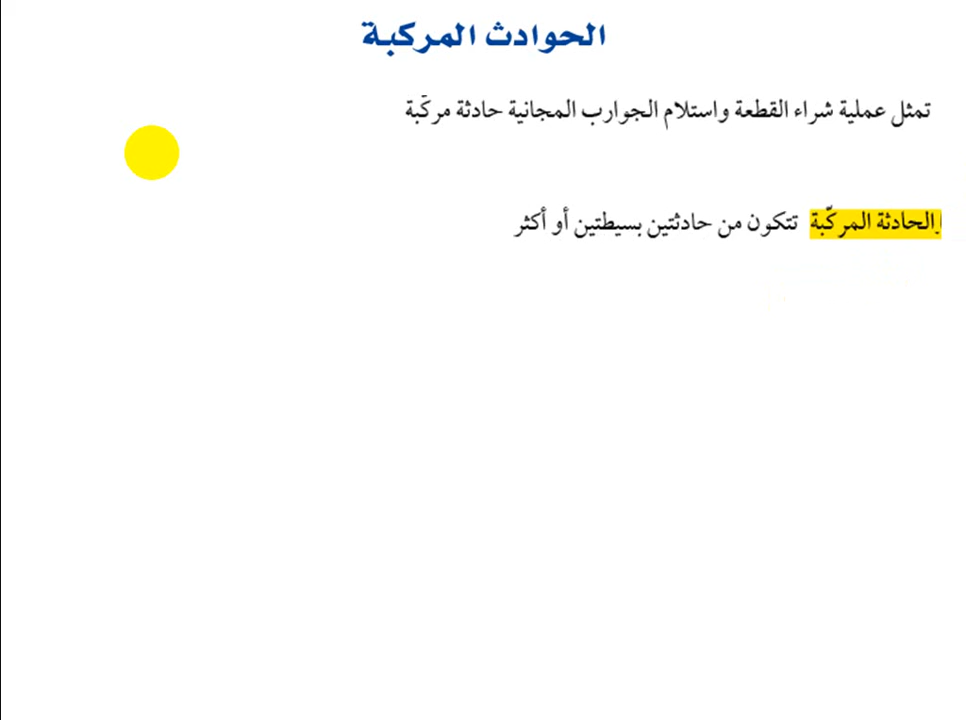 الحوادث المركبة
تمثل عملية شراء القطعة واستلام الجوارب المجانية حادثة مركّبة
الحادثة المركّبة تتكون من حادثتين بسيطتين أو أكثر